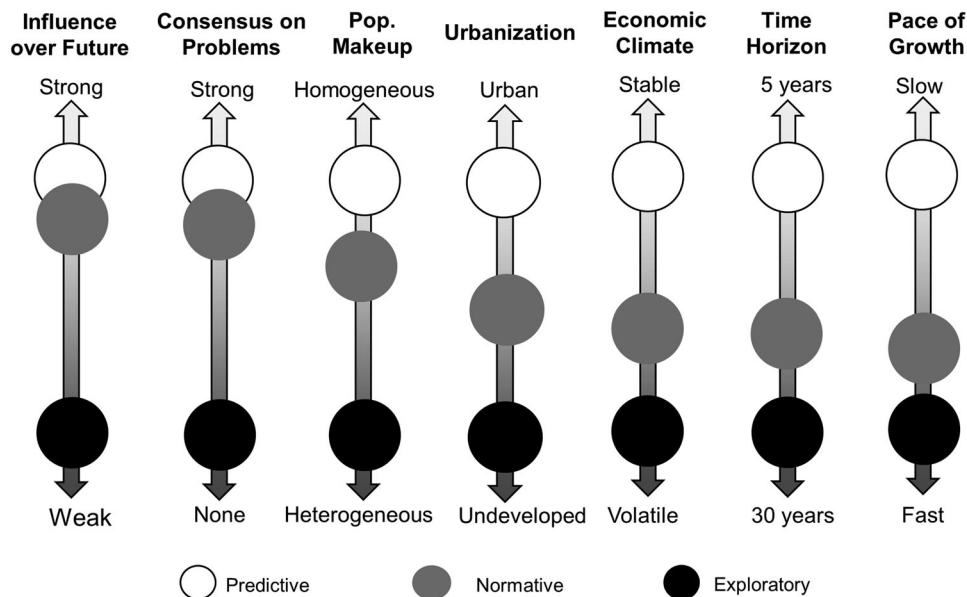 Influence
over Future
Consensus on
Problems
Pop.
Makeup
Urbanization
Economic
Climate
Time
Horizon
Pace of
Growth
Strong
Strong
Homogeneous
Urban
Stable
5 years
Slow
Weak
None
Heterogeneous
Undeveloped
Volatile
30 years
Fast
Predictive
Normative
Exploratory